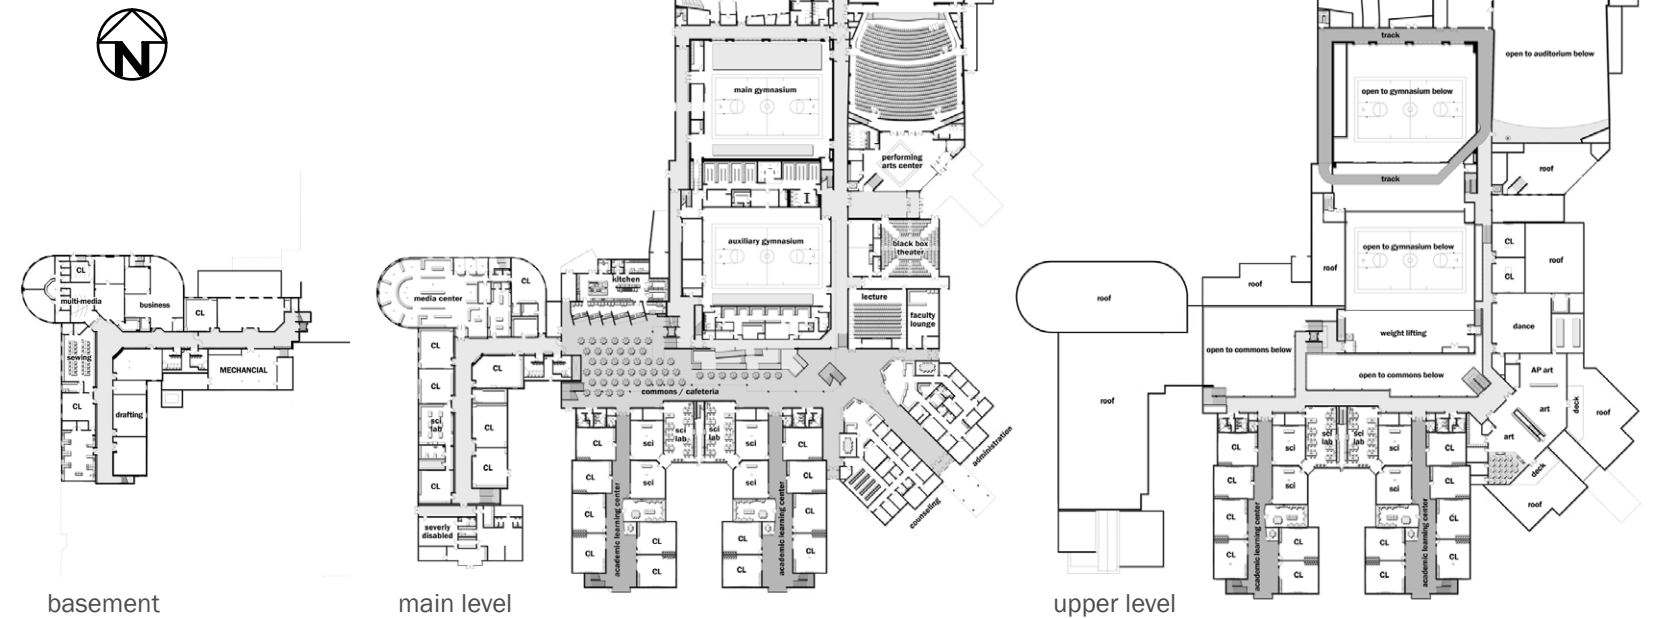 N
CL
multi-media
business
CL
sewing
MECHANCIAL
CL
drafting
basement
main gymnasium
performing
arts center
auxiliary gymnasium
black box
theater
kitchen
CL
media center
lecture
faculty
lounge
CL
CL
CL
commons / cafeteria
sci
lab
CL
sci
lab
sci
lab
CL
sci
sci
CL
CL
CL
CL
sci
sci
CL
administration
CL
CL
counseling
severly
disabled
academic learning center
academic learning center
CL
CL
CL
CL
CL
CL
main level
track
open to auditorium below
open to gymnasium below
roof
track
CL
open to gymnasium below
roof
roof
CL
roof
roof
dance
weight lifting
open to commons below
open to commons below
AP art
roof
art
deck
roof
art
sci
lab
sci
lab
CL
sci
sci
CL
deck
CL
sci
sci
CL
roof
CL
CL
academic learning center
academic learning center
CL
CL
CL
CL
CL
CL
upper level